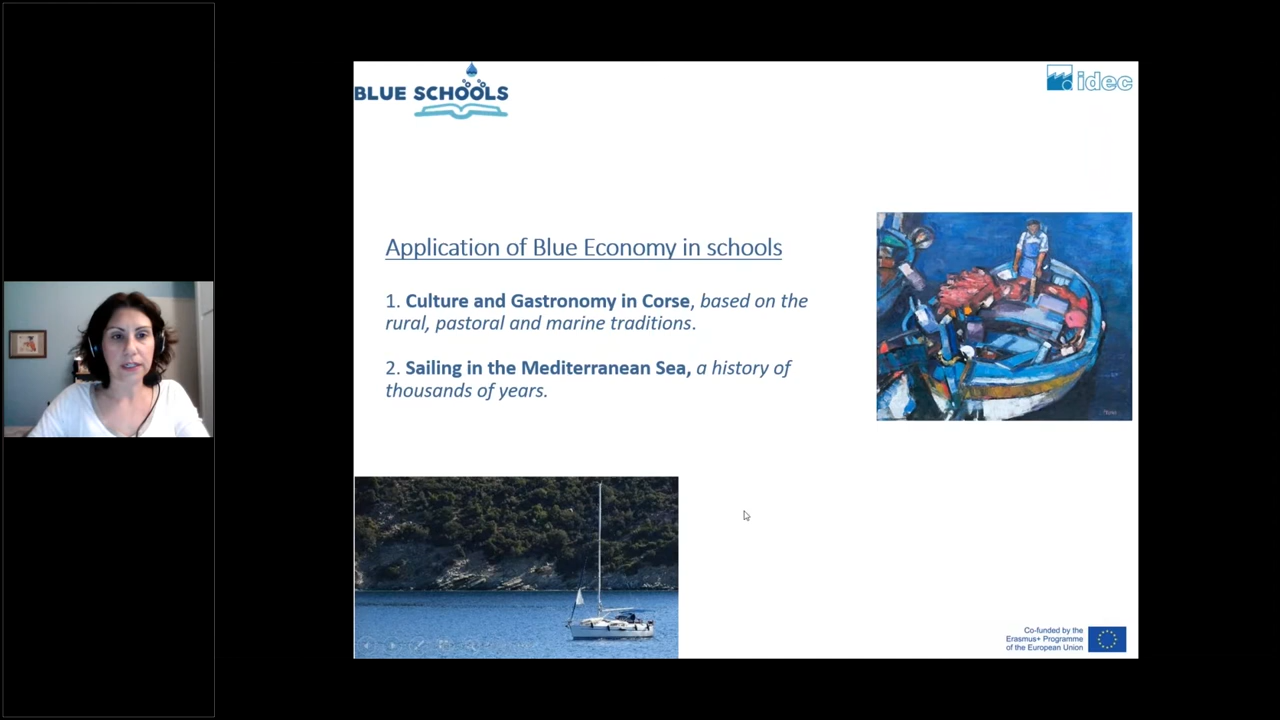 BLUE SCHOOLS
idec
Application of Blue Economy in schools
1. Culture and Gastronomy in Corse, based on the
rural, pastoral and marine traditions.
2. Sailing in the Mediterranean Sea, a history of
thousands of years.
Co-funded by the
Erasmus+ Programme
of the European Union